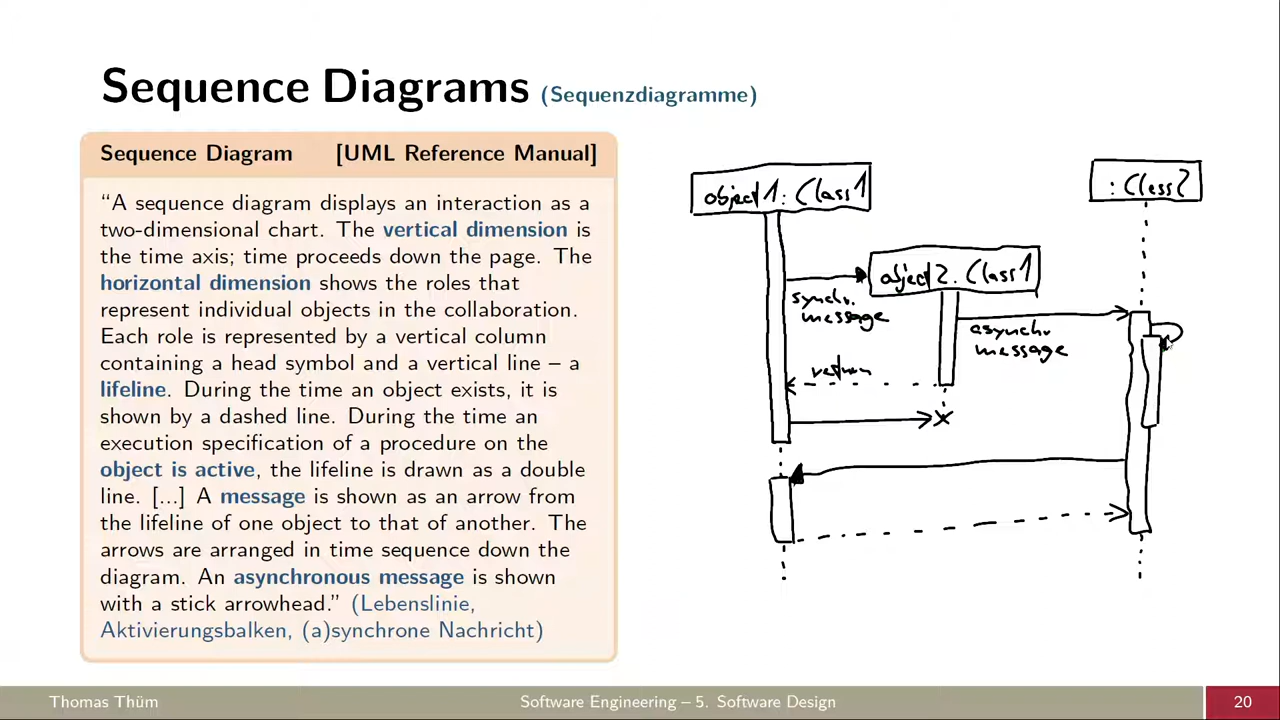 Sequence Diagrams (Sequenzdiagramme)
Sequence Diagram [UML Reference Manual]
“A sequence diagram displays an interaction as a
two-dimensional chart. The vertical dimension is
the time axis; time proceeds down the page. The
horizontal dimension shows the roles that
represent individual objects in the collaboration.
Each role is represented by a vertical column
containing a head symbol and a vertical line – a
lifeline. During the time an object exists, it is
shown by a dashed line. During the time an
execution specification of a procedure on the
object is active, the lifeline is drawn as a double
line. [...] A message is shown as an arrow from
the lifeline of one object to that of another. The
arrows are arranged in time sequence down the
diagram. An asynchronous message is shown
with a stick arrowhead.” (Lebenslinie,
Aktivierungsbalken, (a)synchrone Nachricht)
object1: Class1
: Class2
object2: Class1
synchr.
message
asynchr.
message
return
Thomas Thüm
Software Engineering – 5. Software Design
20